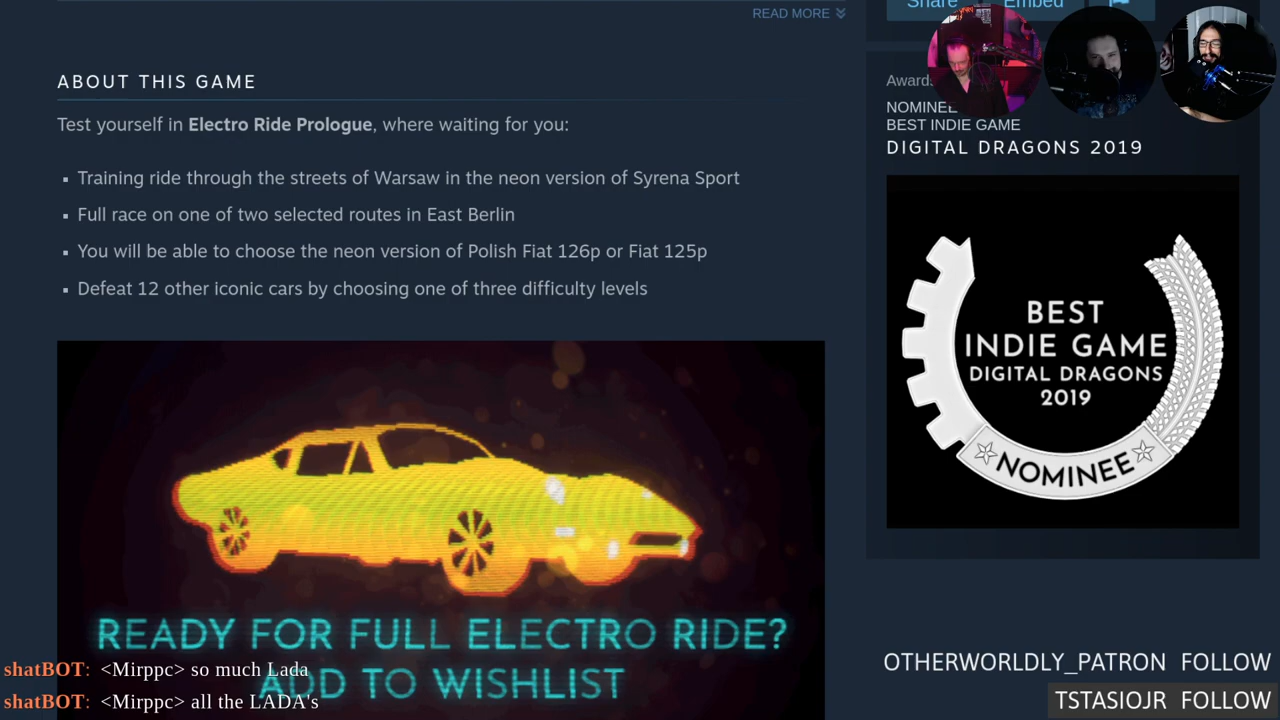 Share Embed
READ MORE
ABOUT THIS GAME
Test yourself in Electro Ride Prologue, where waiting for you:
Training ride through the streets of Warsaw in the neon version of Syrena Sport
Full race on one of two selected routes in East Berlin
You will be able to choose the neon version of Polish Fiat 126p or Fiat 125p
Defeat 12 other iconic cars by choosing one of three difficulty levels
READY FOR FULL ELECTRO RIDE?
ADD TO WISHLIST
shatBOT: <Mirppc> so much Lada
shatBOT: <Mirppc> all the LADA's
Awards
NOMINEE
BEST INDIE GAME
DIGITAL DRAGONS 2019
BEST
INDIE GAME
DIGITAL DRAGONS
2019
NOMINEE
OTHERWORLDLY_PATRON FOLLOW
TSTASIOJR FOLLOW